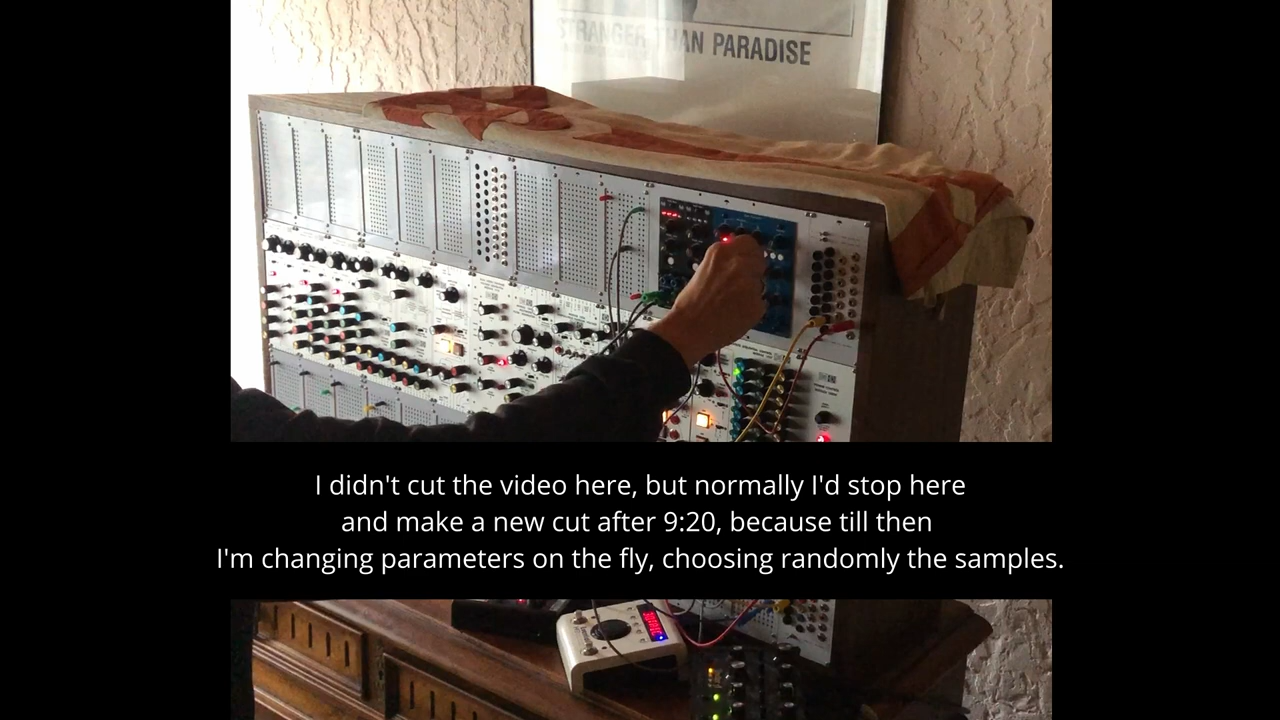 STRANGER THAN PARADISE
I didn't cut the video here, but normally I'd stop here
and make a new cut after 9:20, because till then
I'm changing parameters on the fly, choosing randomly the samples.